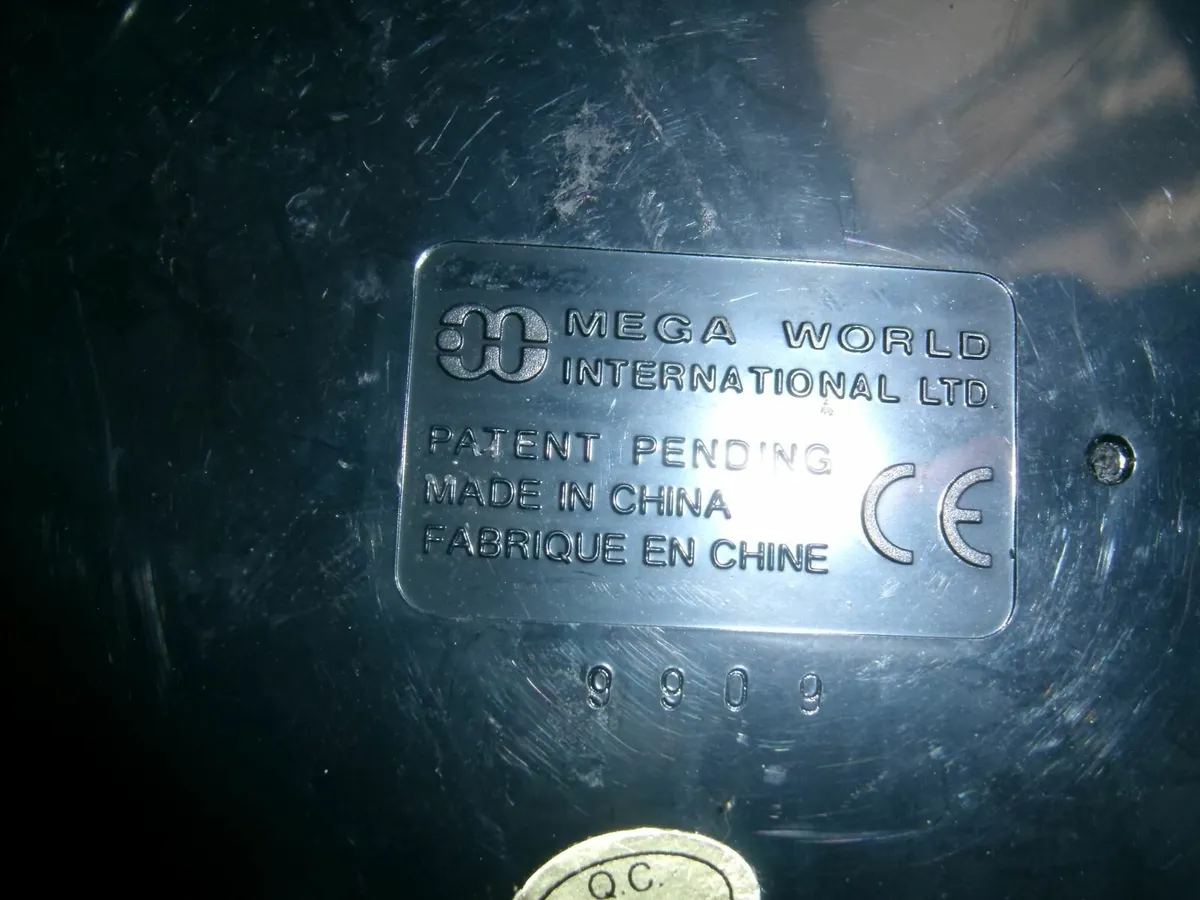 MEGA WORLD
INTERNATIONAL LTD.
PATENT PENDING
MADE IN CHINA
FABRIQUE EN CHINE
CE
9909
Q.C.